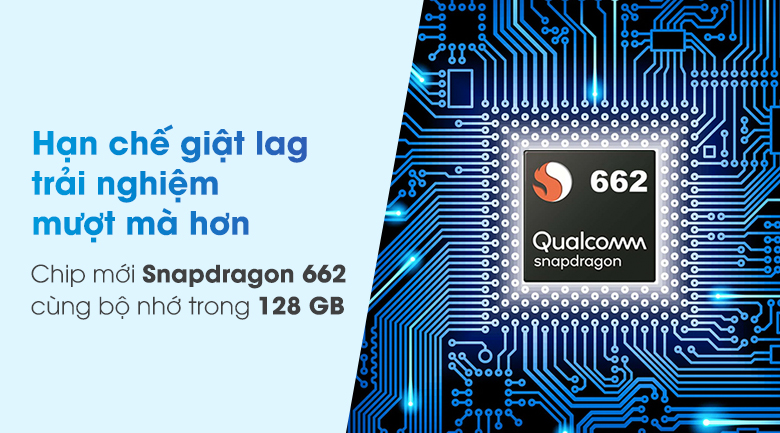 Hạn chế giật lag
trải nghiệm
mượt mà hơn
Chip mới Snapdragon 662
cùng bộ nhớ trong 128 GB
662
Qualcomm
snapdragon